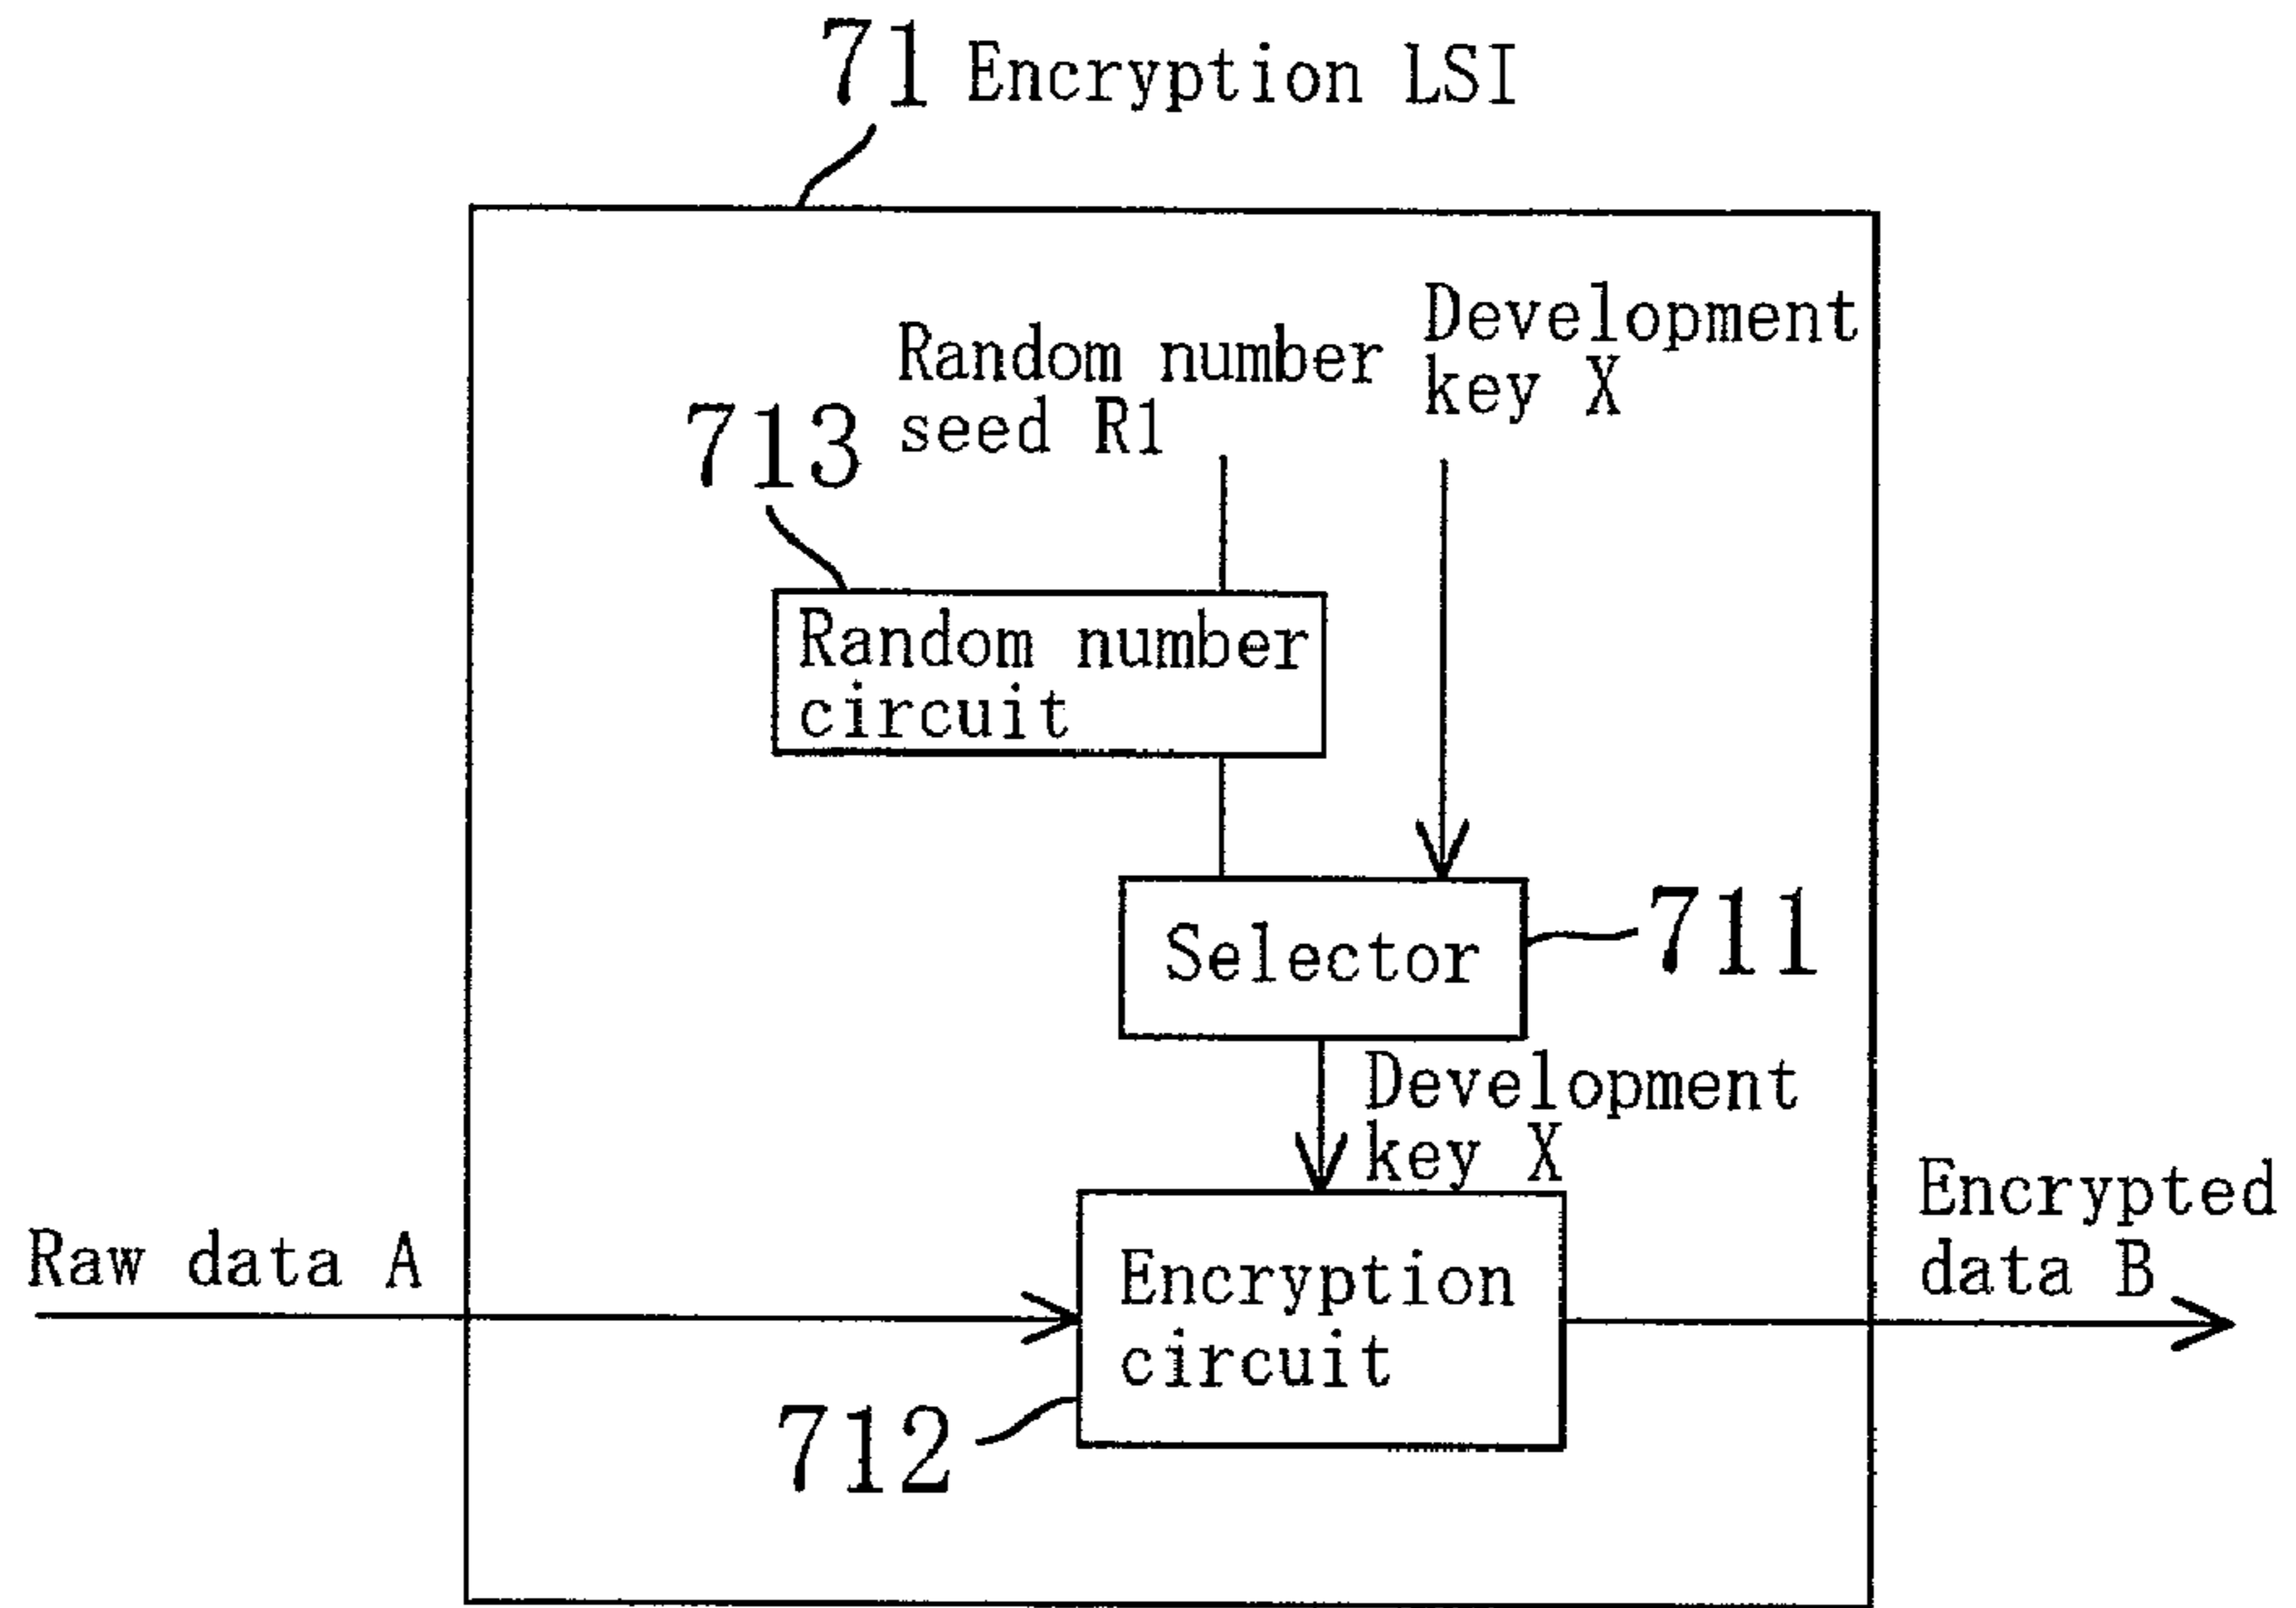 71 Encryption LSI
Development
key X
Random number
seed R1
713
Random number
circuit
Selector
711
Development
key X
Encrypted
data B
Raw data A
Encryption
circuit
712